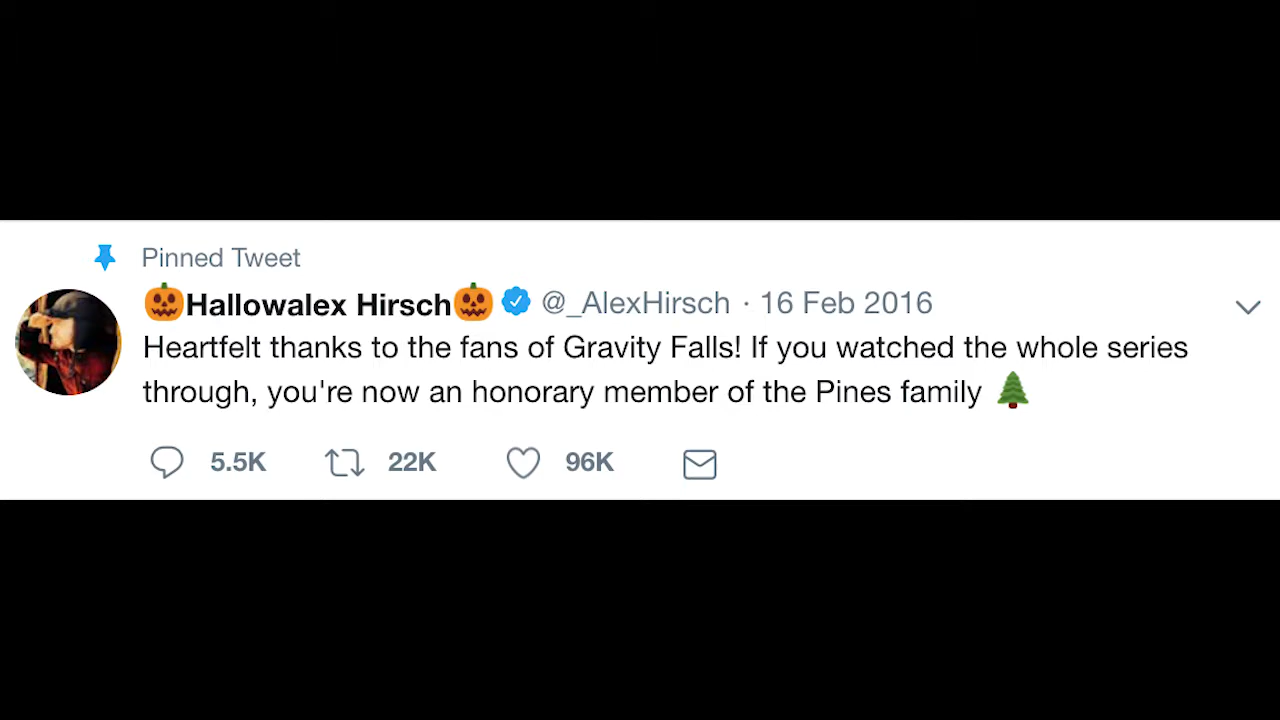 Pinned Tweet
🎃Hallowalex Hirsch🎃 @_AlexHirsch · 16 Feb 2016
Heartfelt thanks to the fans of Gravity Falls! If you watched the whole series
through, you're now an honorary member of the Pines family 🌲
5.5K 22K 96K